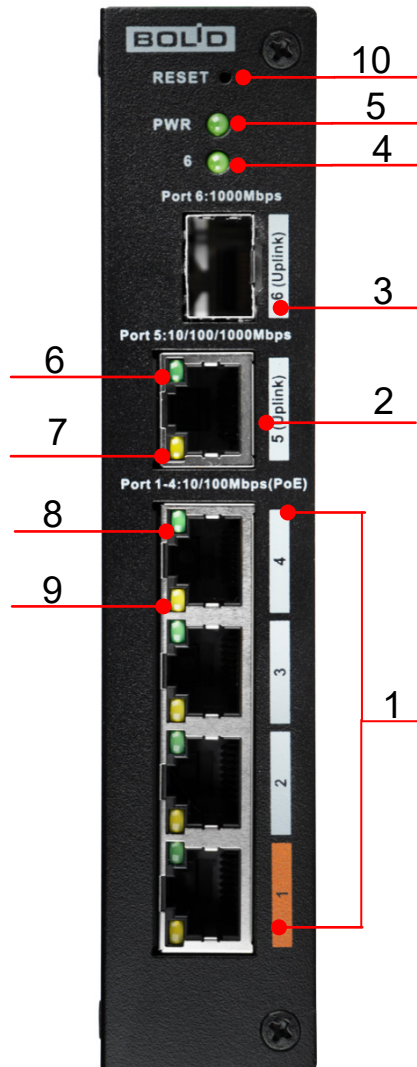 BOLID
RESET
10
PWR
5
6
4
Port 6:1000Mbps
6 (Uplink)
3
Port 5:10/100/1000Mbps
6
5 (Uplink)
2
7
Port 1-4:10/100Mbps(PoE)
8
4
9
3
1
2
1